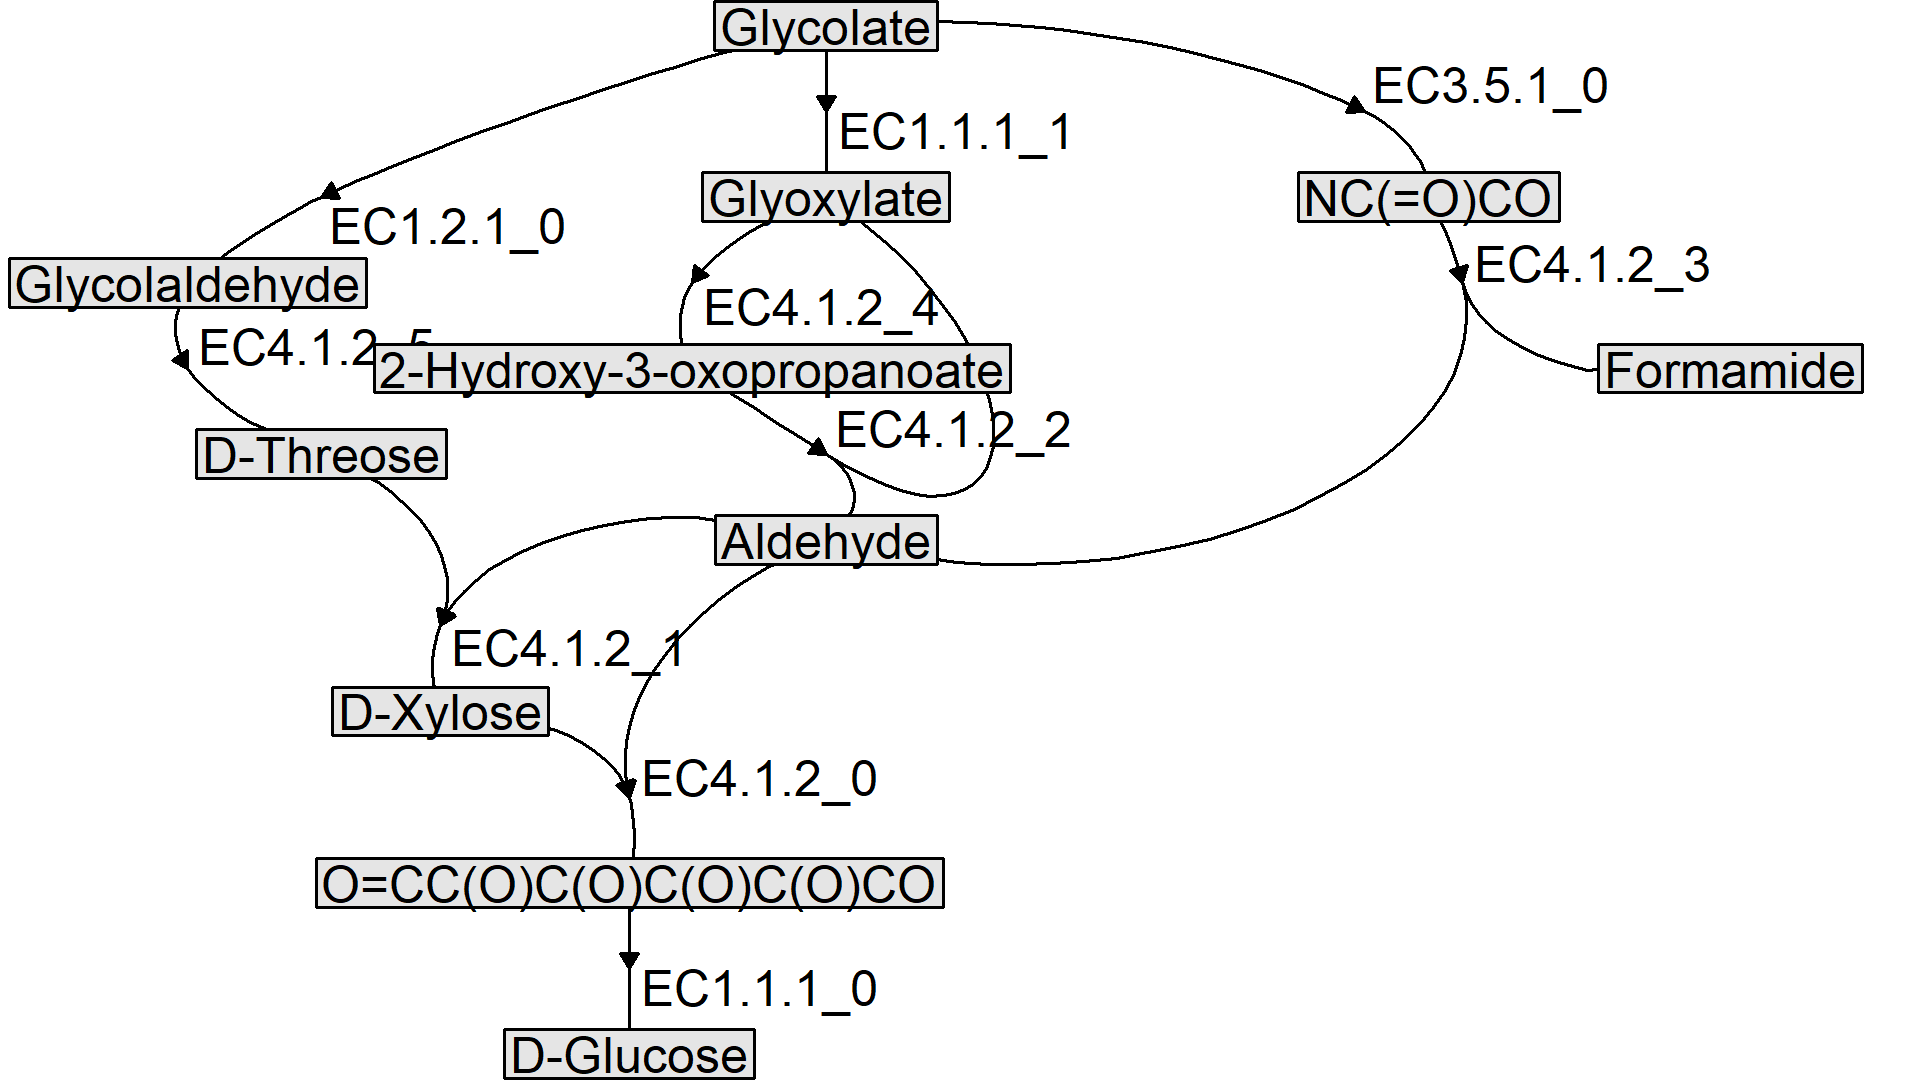 Glycolate
EC3.5.1_0
EC1.1.1_1
Glyoxylate
NC(=O)CO
EC1.2.1_0
Glycolaldehyde
EC4.1.2_3
EC4.1.2_4
EC4.1.2_5
2-Hydroxy-3-oxopropanoate
Formamide
EC4.1.2_2
D-Threose
Aldehyde
EC4.1.2_1
D-Xylose
EC4.1.2_0
O=CC(O)C(O)C(O)C(O)CO
EC1.1.1_0
D-Glucose